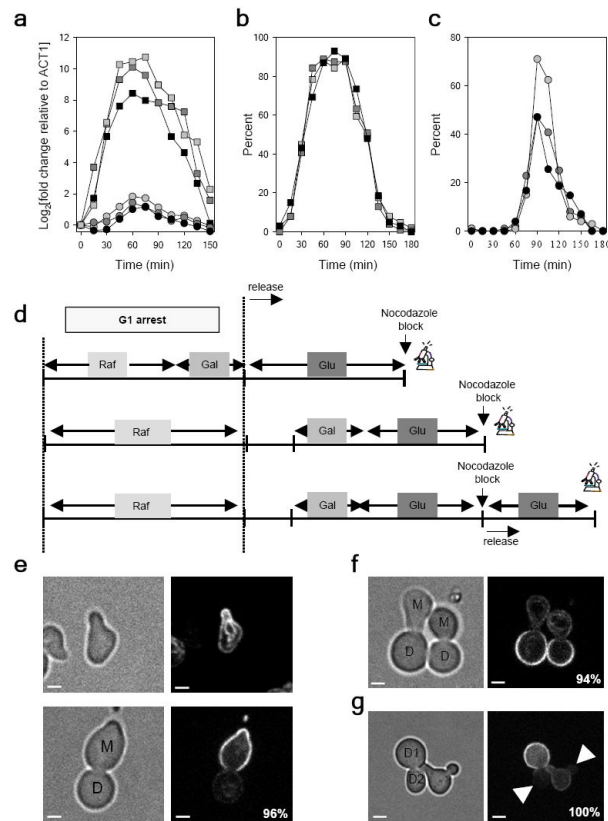 a
b
c
Log2[fold change relative to ACT1]
12
10
8
6
4
2
0
0 30 60 90 120 150
Time (min)
Percent
100
80
60
40
20
0
0 30 60 90 120 150 180
Time (min)
Percent
80
60
40
20
0
0 30 60 90 120 150 180
Time (min)
d
release
G1 arrest
Nocodazole
block
Raf
Gal
Glu
Nocodazole
block
Raf
Gal
Glu
Nocodazole
block
Raf
Gal
Glu
Glu
release
e
M
D
96%
f
M
M
D
D
94%
g
D1
D2
100%